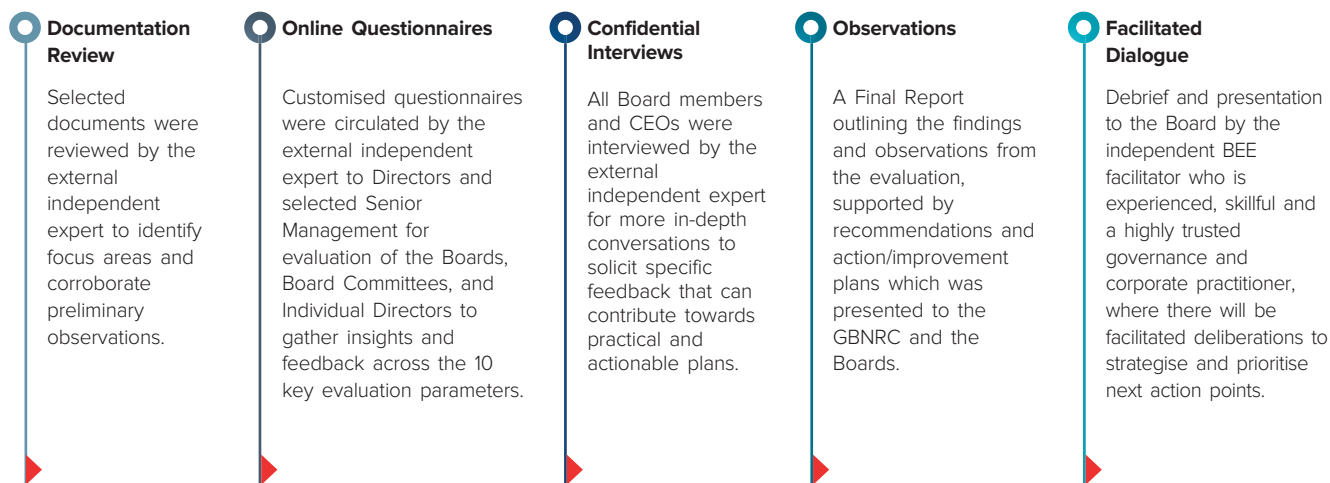 Documentation
Review
Selected
documents were
reviewed by the
external
independent
expert to identify
focus areas and
corroborate
preliminary
observations.
Online Questionnaires
Customised questionnaires
were circulated by the
external independent
expert to Directors and
selected Senior
Management for
evaluation of the Boards,
Board Committees, and
Individual Directors to
gather insights and
feedback across the 10
key evaluation parameters.
Confidential
Interviews
All Board members
and CEOs were
interviewed by the
external
independent expert
for more in-depth
conversations to
solicit specific
feedback that can
contribute towards
practical and
actionable plans.
Observations
A Final Report
outlining the findings
and observations from
the evaluation,
supported by
recommendations and
action/improvement
plans which was
presented to the
GBNRC and the
Boards.
Facilitated
Dialogue
Debrief and presentation
to the Board by the
independent BEE
facilitator who is
experienced, skillful and
a highly trusted
governance and
corporate practitioner,
where there will be
facilitated deliberations to
strategise and prioritise
next action points.